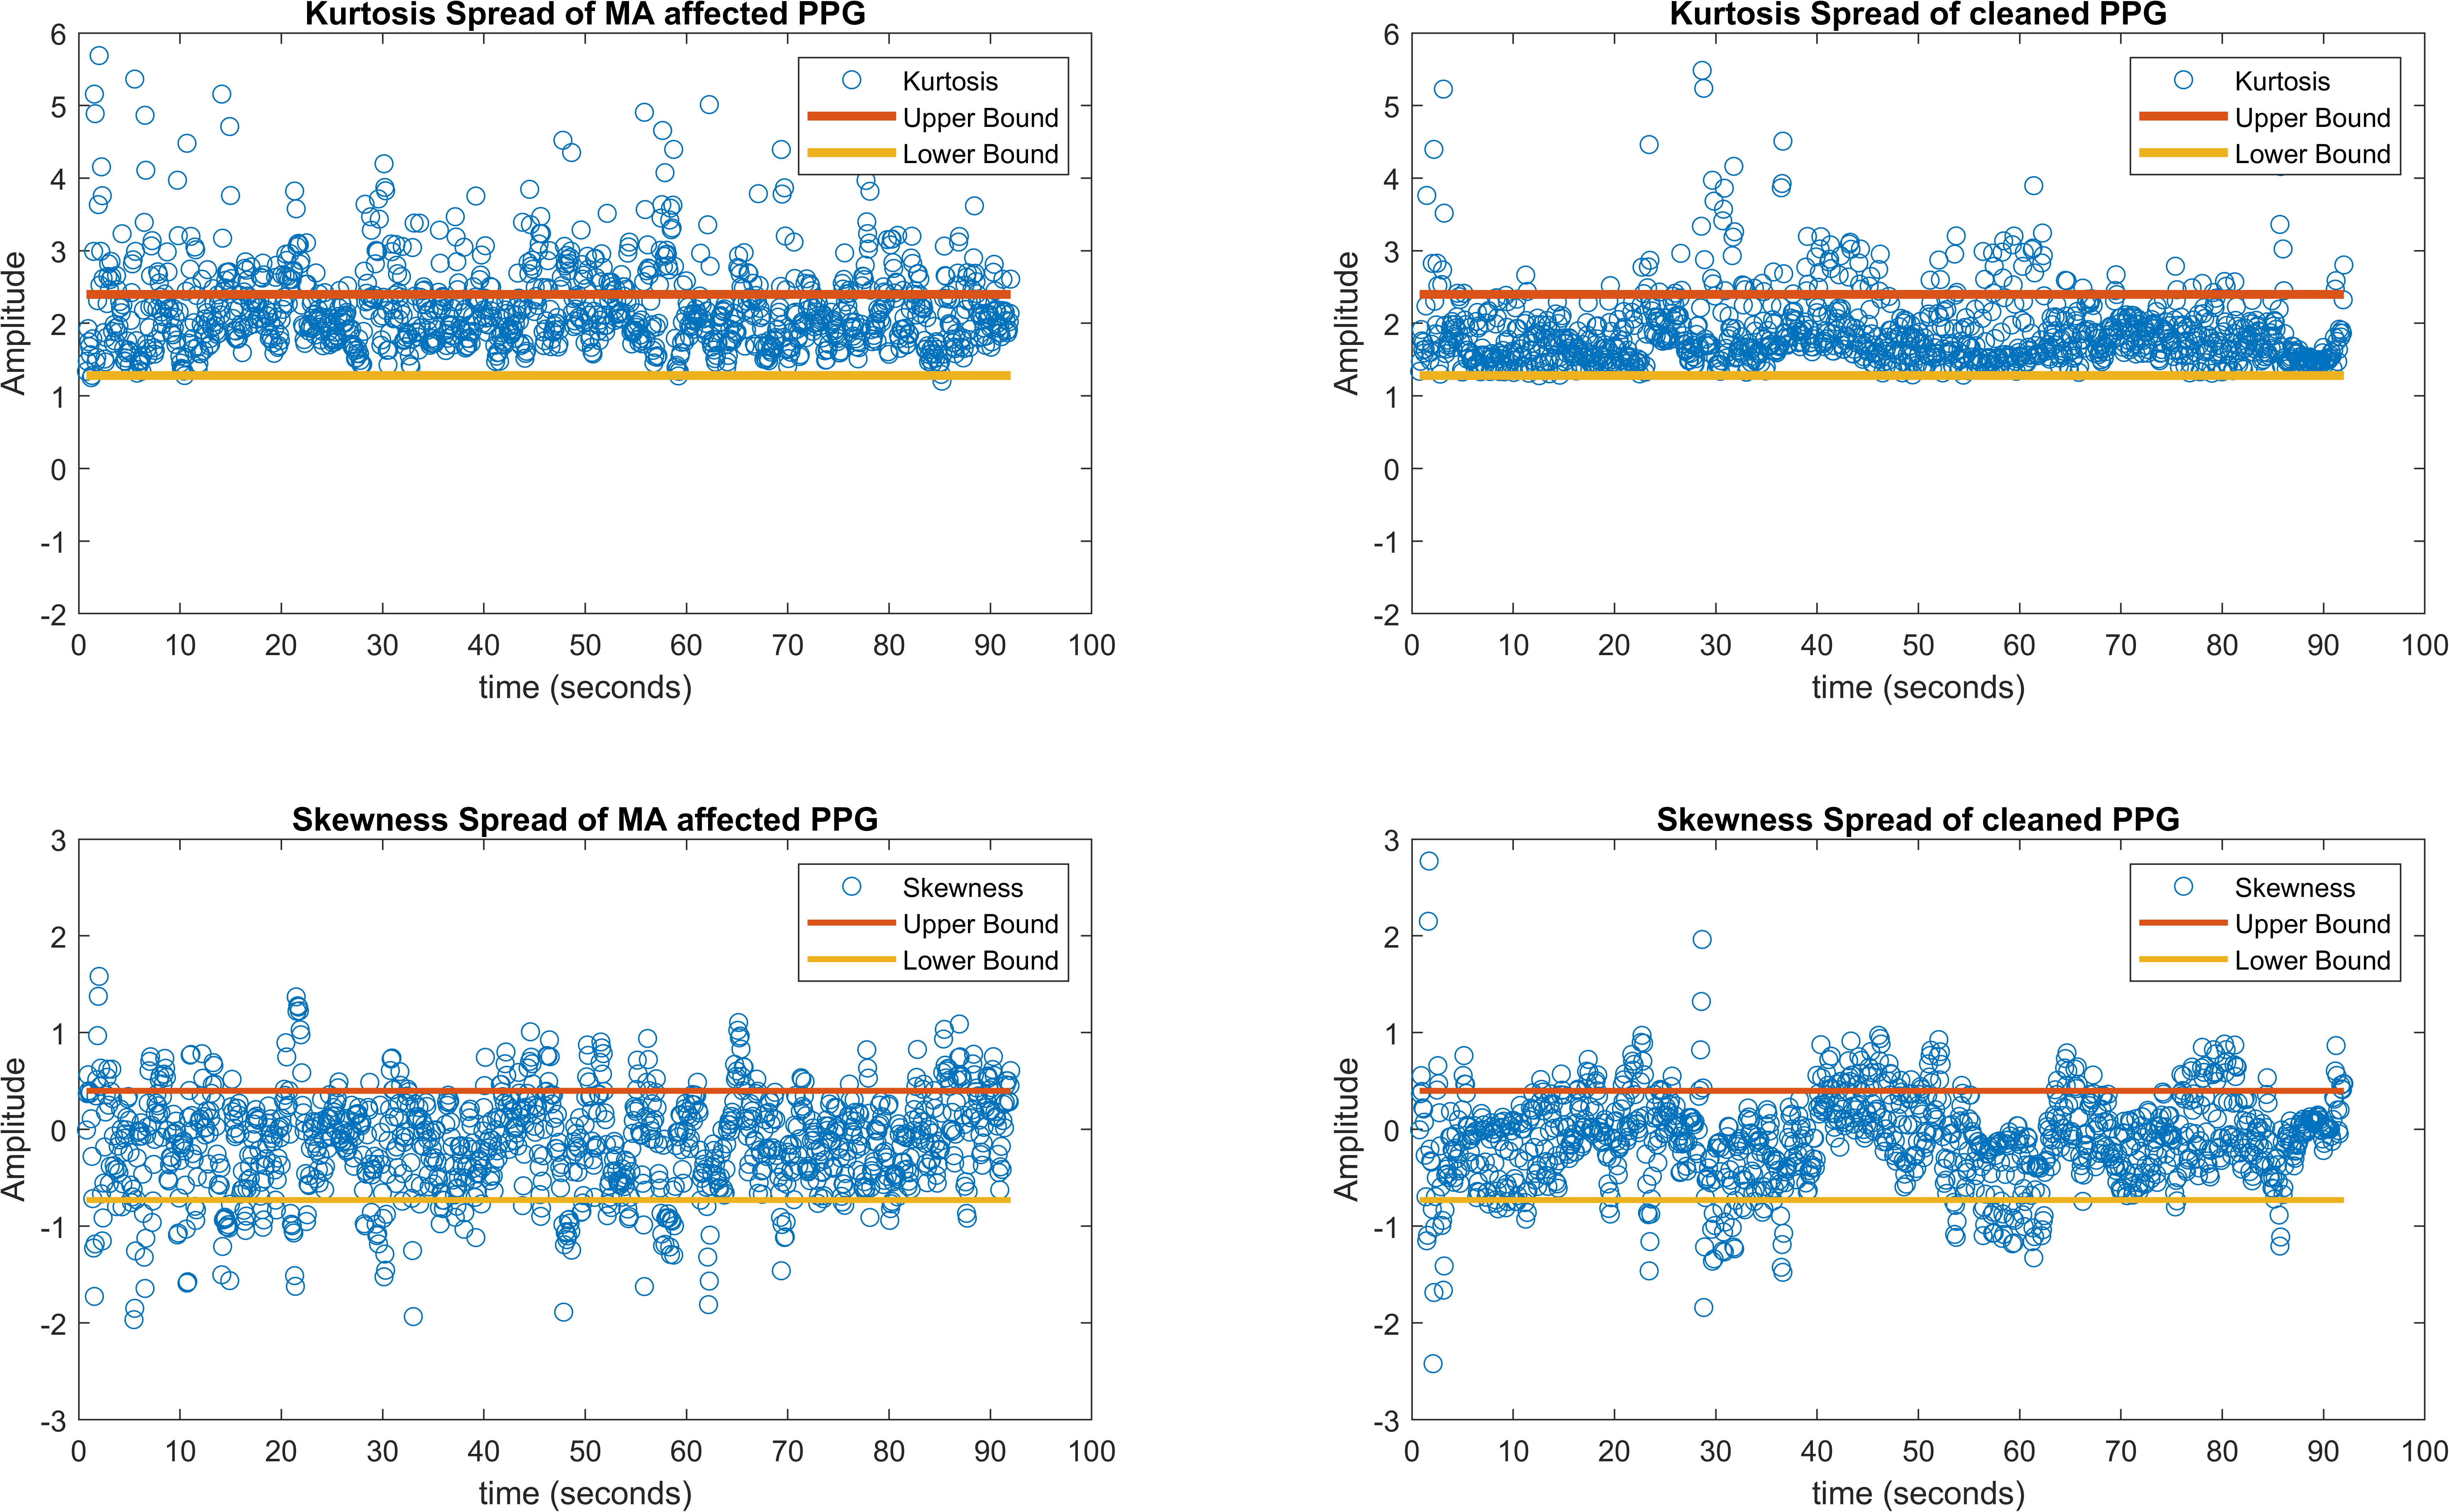 Kurtosis Spread of MA affected PPG
6
5
4
3
2
1
0
-1
-2
Amplitude
Kurtosis
Upper Bound
Lower Bound
0 10 20 30 40 50 60 70 80 90 100
time (seconds)
Kurtosis Spread of cleaned PPG
6
5
4
3
2
1
0
-1
-2
Amplitude
Kurtosis
Upper Bound
Lower Bound
0 10 20 30 40 50 60 70 80 90 100
time (seconds)
Skewness Spread of MA affected PPG
3
2
1
0
-1
-2
-3
Amplitude
Skewness
Upper Bound
Lower Bound
0 10 20 30 40 50 60 70 80 90 100
time (seconds)
Skewness Spread of cleaned PPG
3
2
1
0
-1
-2
-3
Amplitude
Skewness
Upper Bound
Lower Bound
0 10 20 30 40 50 60 70 80 90 100
time (seconds)